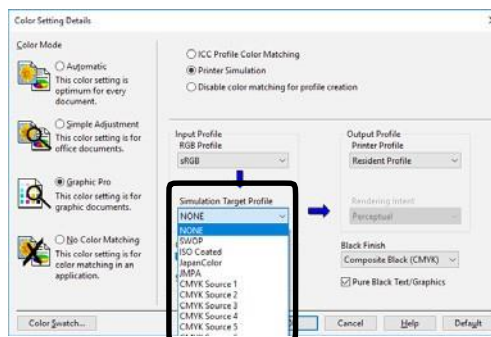 Color Setting Details
Color Mode
Automatic
This color setting is
optimum for every
document.
Simple Adjustment
This color setting is for
office documents.
Graphic Pro
This color setting is for
graphic documents.
No Color Matching
This color setting is for
color matching in an
application.
ICC Profile Color Matching
Printer Simulation
Disable color matching for profile creation
Input Profile
RGB Profile
sRGB
Simulation Target Profile
NONE
NONE
SWOP
ISO Coated
JapanColor
JMPA
CMYK Source 1
CMYK Source 2
CMYK Source 3
CMYK Source 4
CMYK Source 5
Output Profile
Printer Profile
Resident Profile
Rendering Intent
Perceptual
Black Finish
Composite Black (CMYK)
Pure Black Text/Graphics
Color Swatch...
Cancel
Help
Default